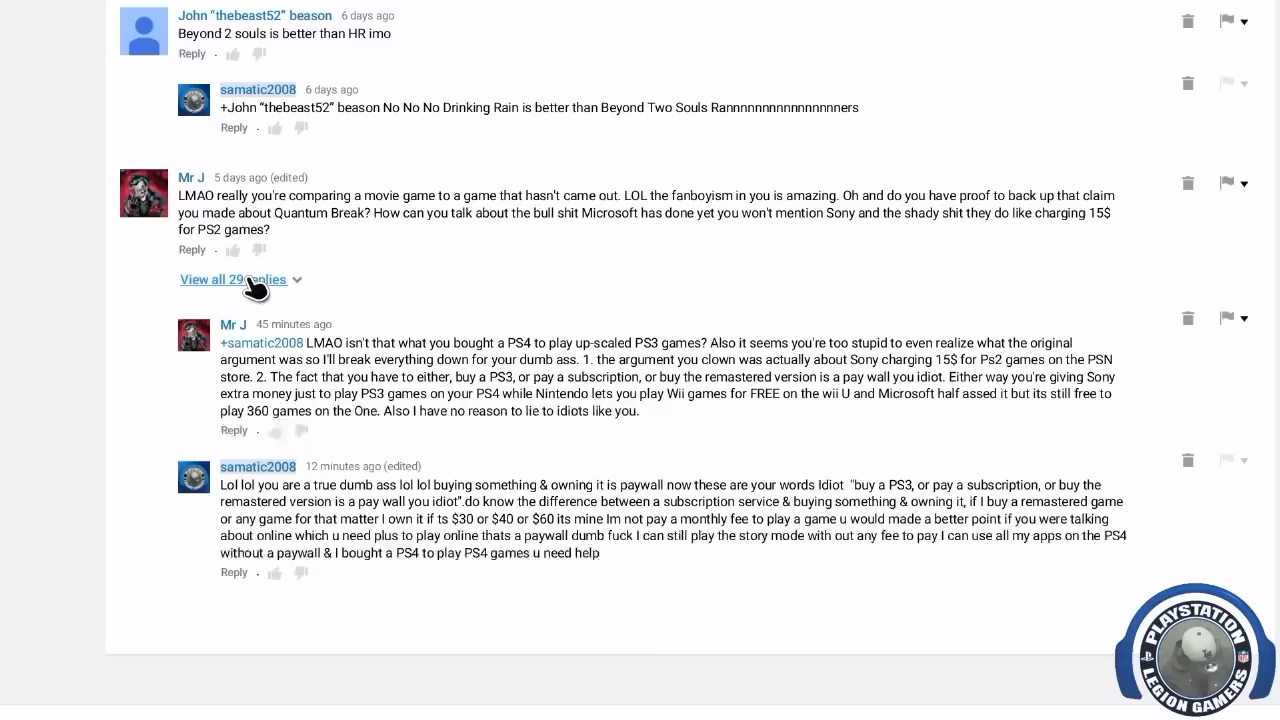 John “thebeast52” beason 6 days ago
Beyond 2 souls is better than HR imo
Reply .
samatic2008 6 days ago
+John “thebeast52” beason No No No Drinking Rain is better than Beyond Two Souls Rannnnnnnnnnnnnnnners
Reply .
Mr J 5 days ago (edited)
LMAO really you're comparing a movie game to a game that hasn't came out. LOL the fanboyism in you is amazing. Oh and do you have proof to back up that claim
you made about Quantum Break? How can you talk about the bull shit Microsoft has done yet you won't mention Sony and the shady shit they do like charging 15$
for PS2 games?
Reply .
View all 29 replies
Mr J 45 minutes ago
+samatic2008 LMAO isn't that what you bought a PS4 to play up-scaled PS3 games? Also it seems you're too stupid to even realize what the original
argument was so I'll break everything down for your dumb ass. 1. the argument you clown was actually about Sony charging 15$ for Ps2 games on the PSN
store. 2. The fact that you have to either, buy a PS3, or pay a subscription, or buy the remastered version is a pay wall you idiot. Either way you're giving Sony
extra money just to play PS3 games on your PS4 while Nintendo lets you play Wii games for FREE on the wii U and Microsoft half assed it but its still free to
play 360 games on the One. Also I have no reason to lie to idiots like you.
Reply .
samatic2008 12 minutes ago (edited)
Lol lol you are a true dumb ass lol lol buying something & owning it is paywall now these are your words Idiot "buy a PS3, or pay a subscription, or buy the
remastered version is a pay wall you idiot".do know the difference between a subscription service & buying something & owning it, if I buy a remastered game
or any game for that matter I own it if ts $30 or $40 or $60 its mine Im not pay a monthly fee to play a game u would made a better point if you were talking
about online which u need plus to play online thats a paywall dumb fuck I can still play the story mode with out any fee to pay I can use all my apps on the PS4
without a paywall & I bought a PS4 to play PS4 games u need help
Reply .
PLAYSTATION
LEGION GAMERS